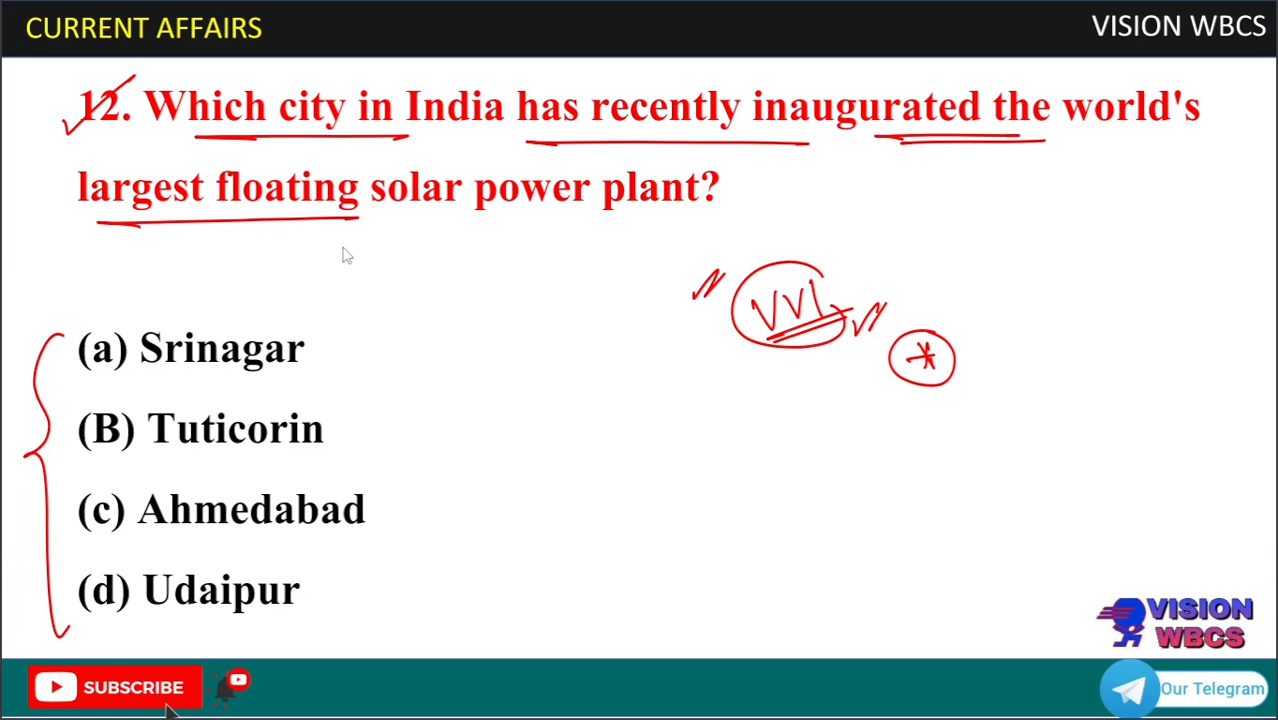 CURRENT AFFAIRS
VISION WBCS
12. Which city in India has recently inaugurated the world's
largest floating solar power plant?
VVI
(a) Srinagar
(B) Tuticorin
(c) Ahmedabad
(d) Udaipur
VISION
WBCS
SUBSCRIBE
Our Telegram